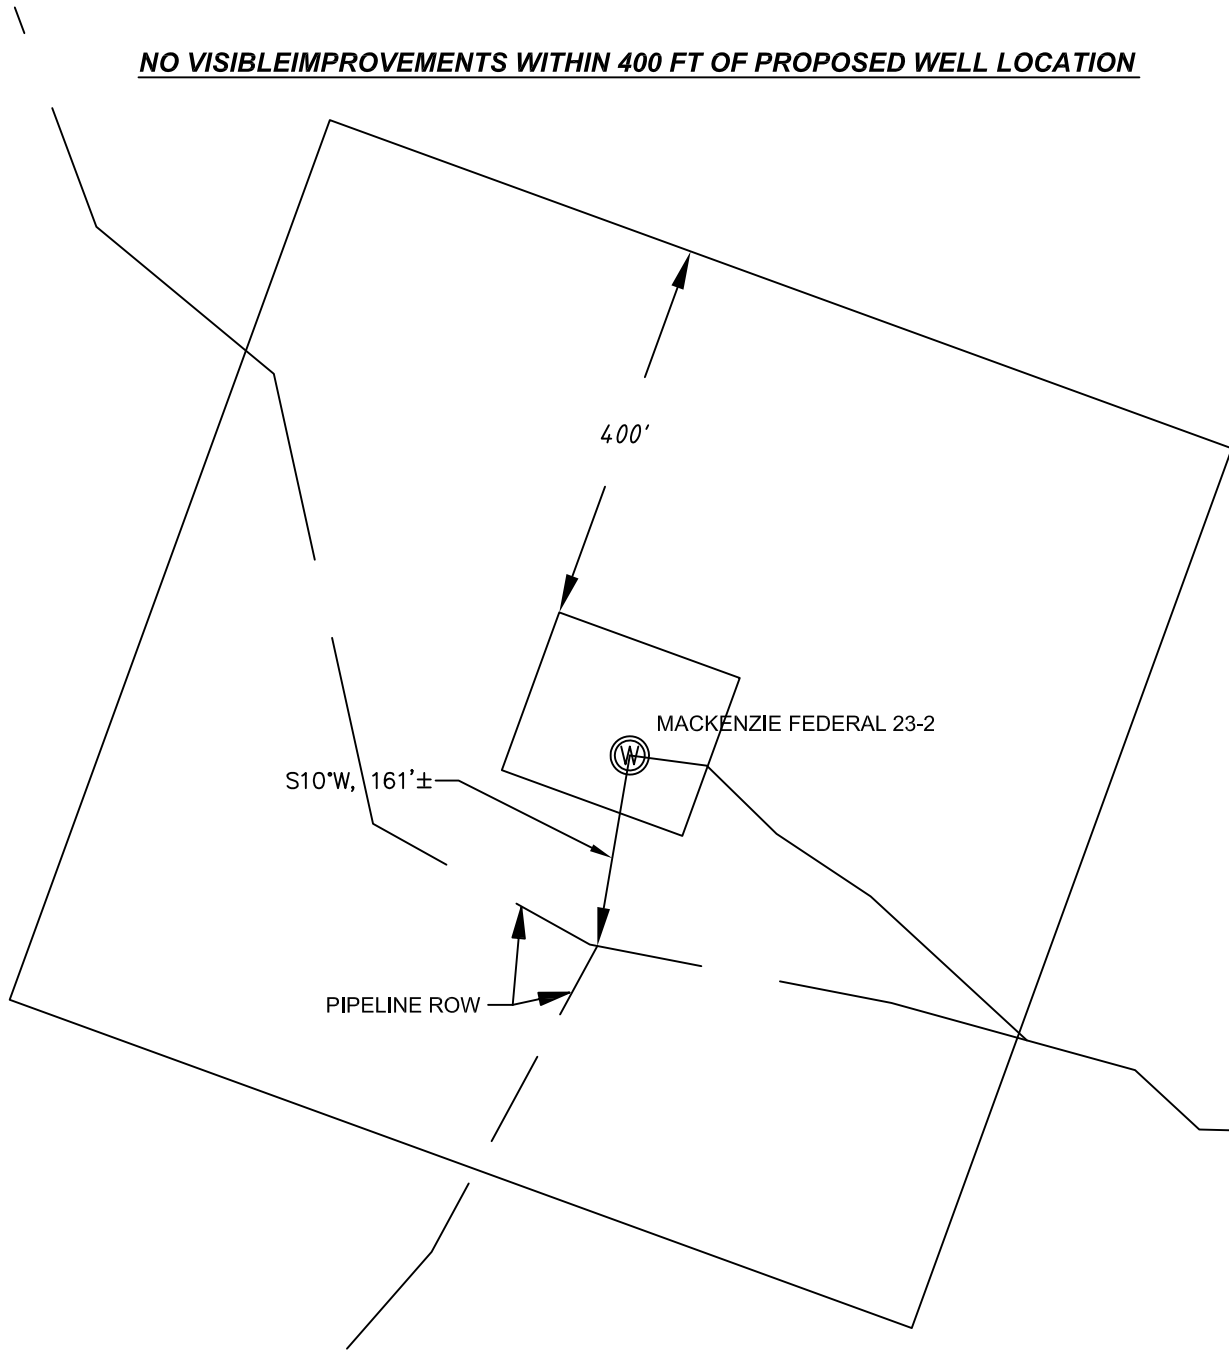 NO VISIBLEIMPROVEMENTS WITHIN 400 FT OF PROPOSED WELL LOCATION
400'
MACKENZIE FEDERAL 23-2
W
S10°W, 161'±
PIPELINE ROW